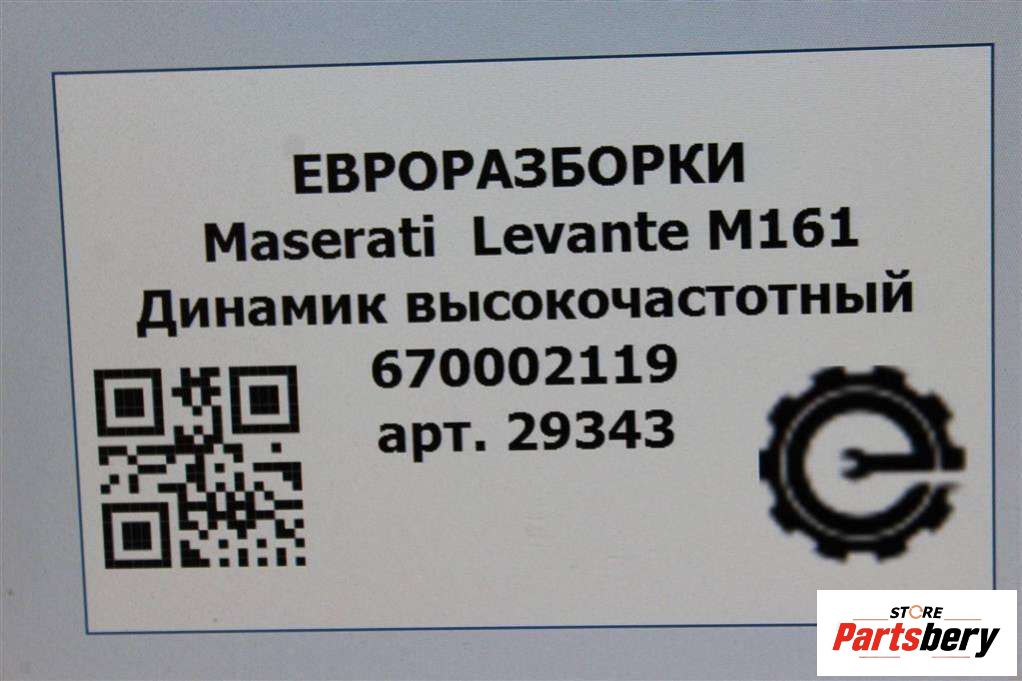 ЕВРОРАЗБОРКИ
Maserati Levante M161
Динамик высокочастотный
670002119
арт. 29343
STORE
Partsbery